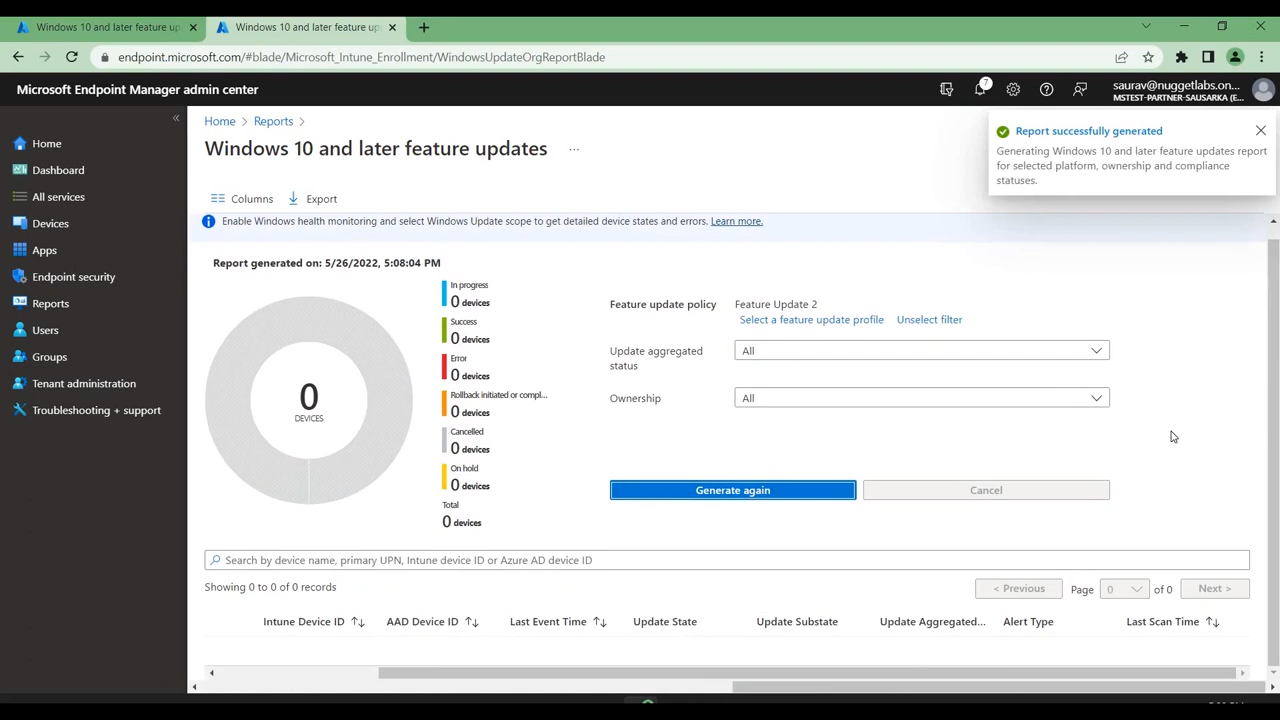 Windows 10 and later feature up
Windows 10 and later feature up
endpoint.microsoft.com/#blade/Microsoft_Intune_Enrollment/WindowsUpdateOrgReportBlade
Microsoft Endpoint Manager admin center
7
saurav@nuggetlabs.on...
MSTEST-PARTNER-SAUSARKA (E...
Home
Dashboard
All services
Devices
Apps
Endpoint security
Reports
Users
Groups
Tenant administration
Troubleshooting + support
Home > Reports >
Windows 10 and later feature updates ...
Report successfully generated
Generating Windows 10 and later feature updates report
for selected platform, ownership and compliance
statuses.
Columns Export
Enable Windows health monitoring and select Windows Update scope to get detailed device states and errors. Learn more.
Report generated on: 5/26/2022, 5:08:04 PM
0
DEVICES
In progress
0 devices
Success
0 devices
Error
0 devices
Rollback initiated or compl...
0 devices
Cancelled
0 devices
On hold
0 devices
Total
0 devices
Feature update policy Feature Update 2
Select a feature update profile Unselect filter
Update aggregated
status
All
Ownership All
Generate again Cancel
Search by device name, primary UPN, Intune device ID or Azure AD device ID
Showing 0 to 0 of 0 records
< Previous Page 0 of 0 Next >
Intune Device ID AAD Device ID Last Event Time Update State Update Substate Update Aggregated... Alert Type Last Scan Time